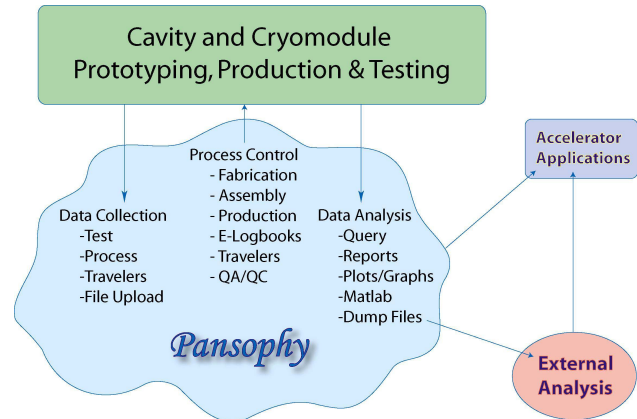 Cavity and Cryomodule
Prototyping, Production & Testing
Process Control
- Fabrication
- Assembly
- Production
- E-Logbooks
- Travelers
- QA/QC
Data Collection
-Test
-Process
-Travelers
-File Upload
Data Analysis
-Query
-Reports
-Plots/Graphs
-Matlab
-Dump Files
Pansophy
Accelerator
Applications
External
Analysis